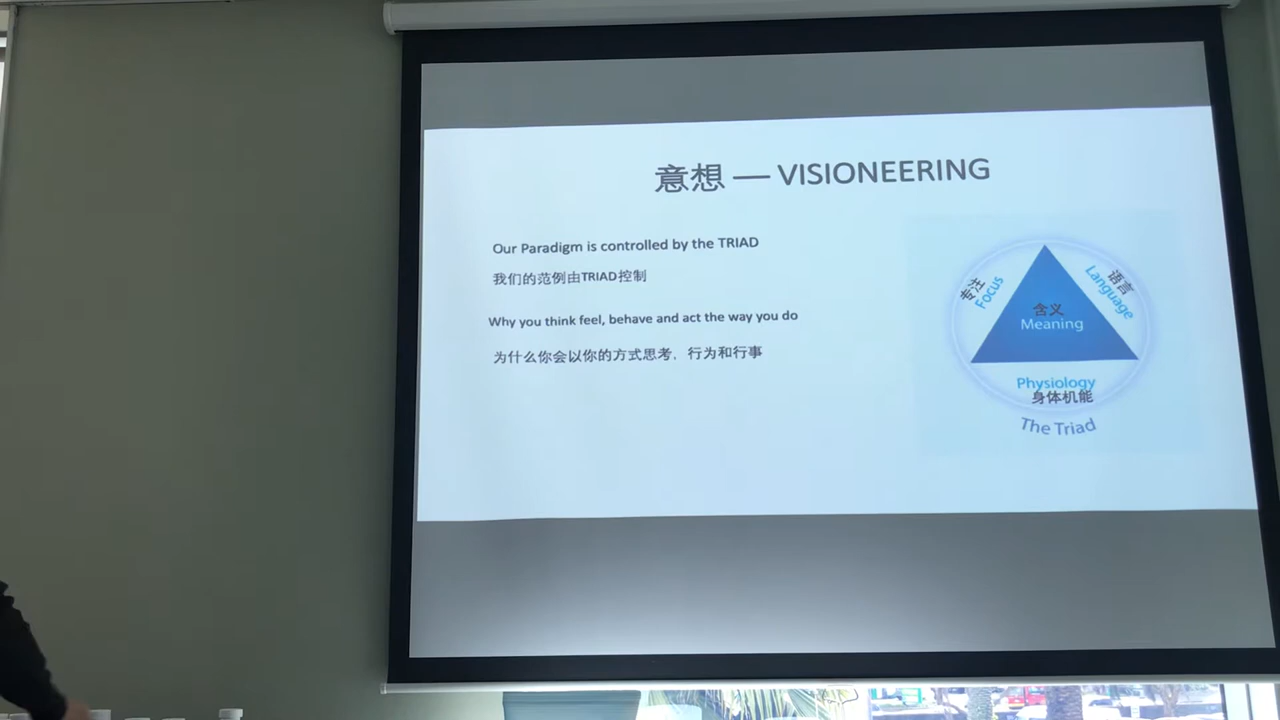 意想 — VISIONEERING
Our Paradigm is controlled by the TRIAD
我们的范例由TRIAD控制
Why you think feel, behave and act the way you do
为什么你会以你的方式思考，行为和行事
专注
Focus
语言
Language
含义
Meaning
Physiology
身体机能
The Triad